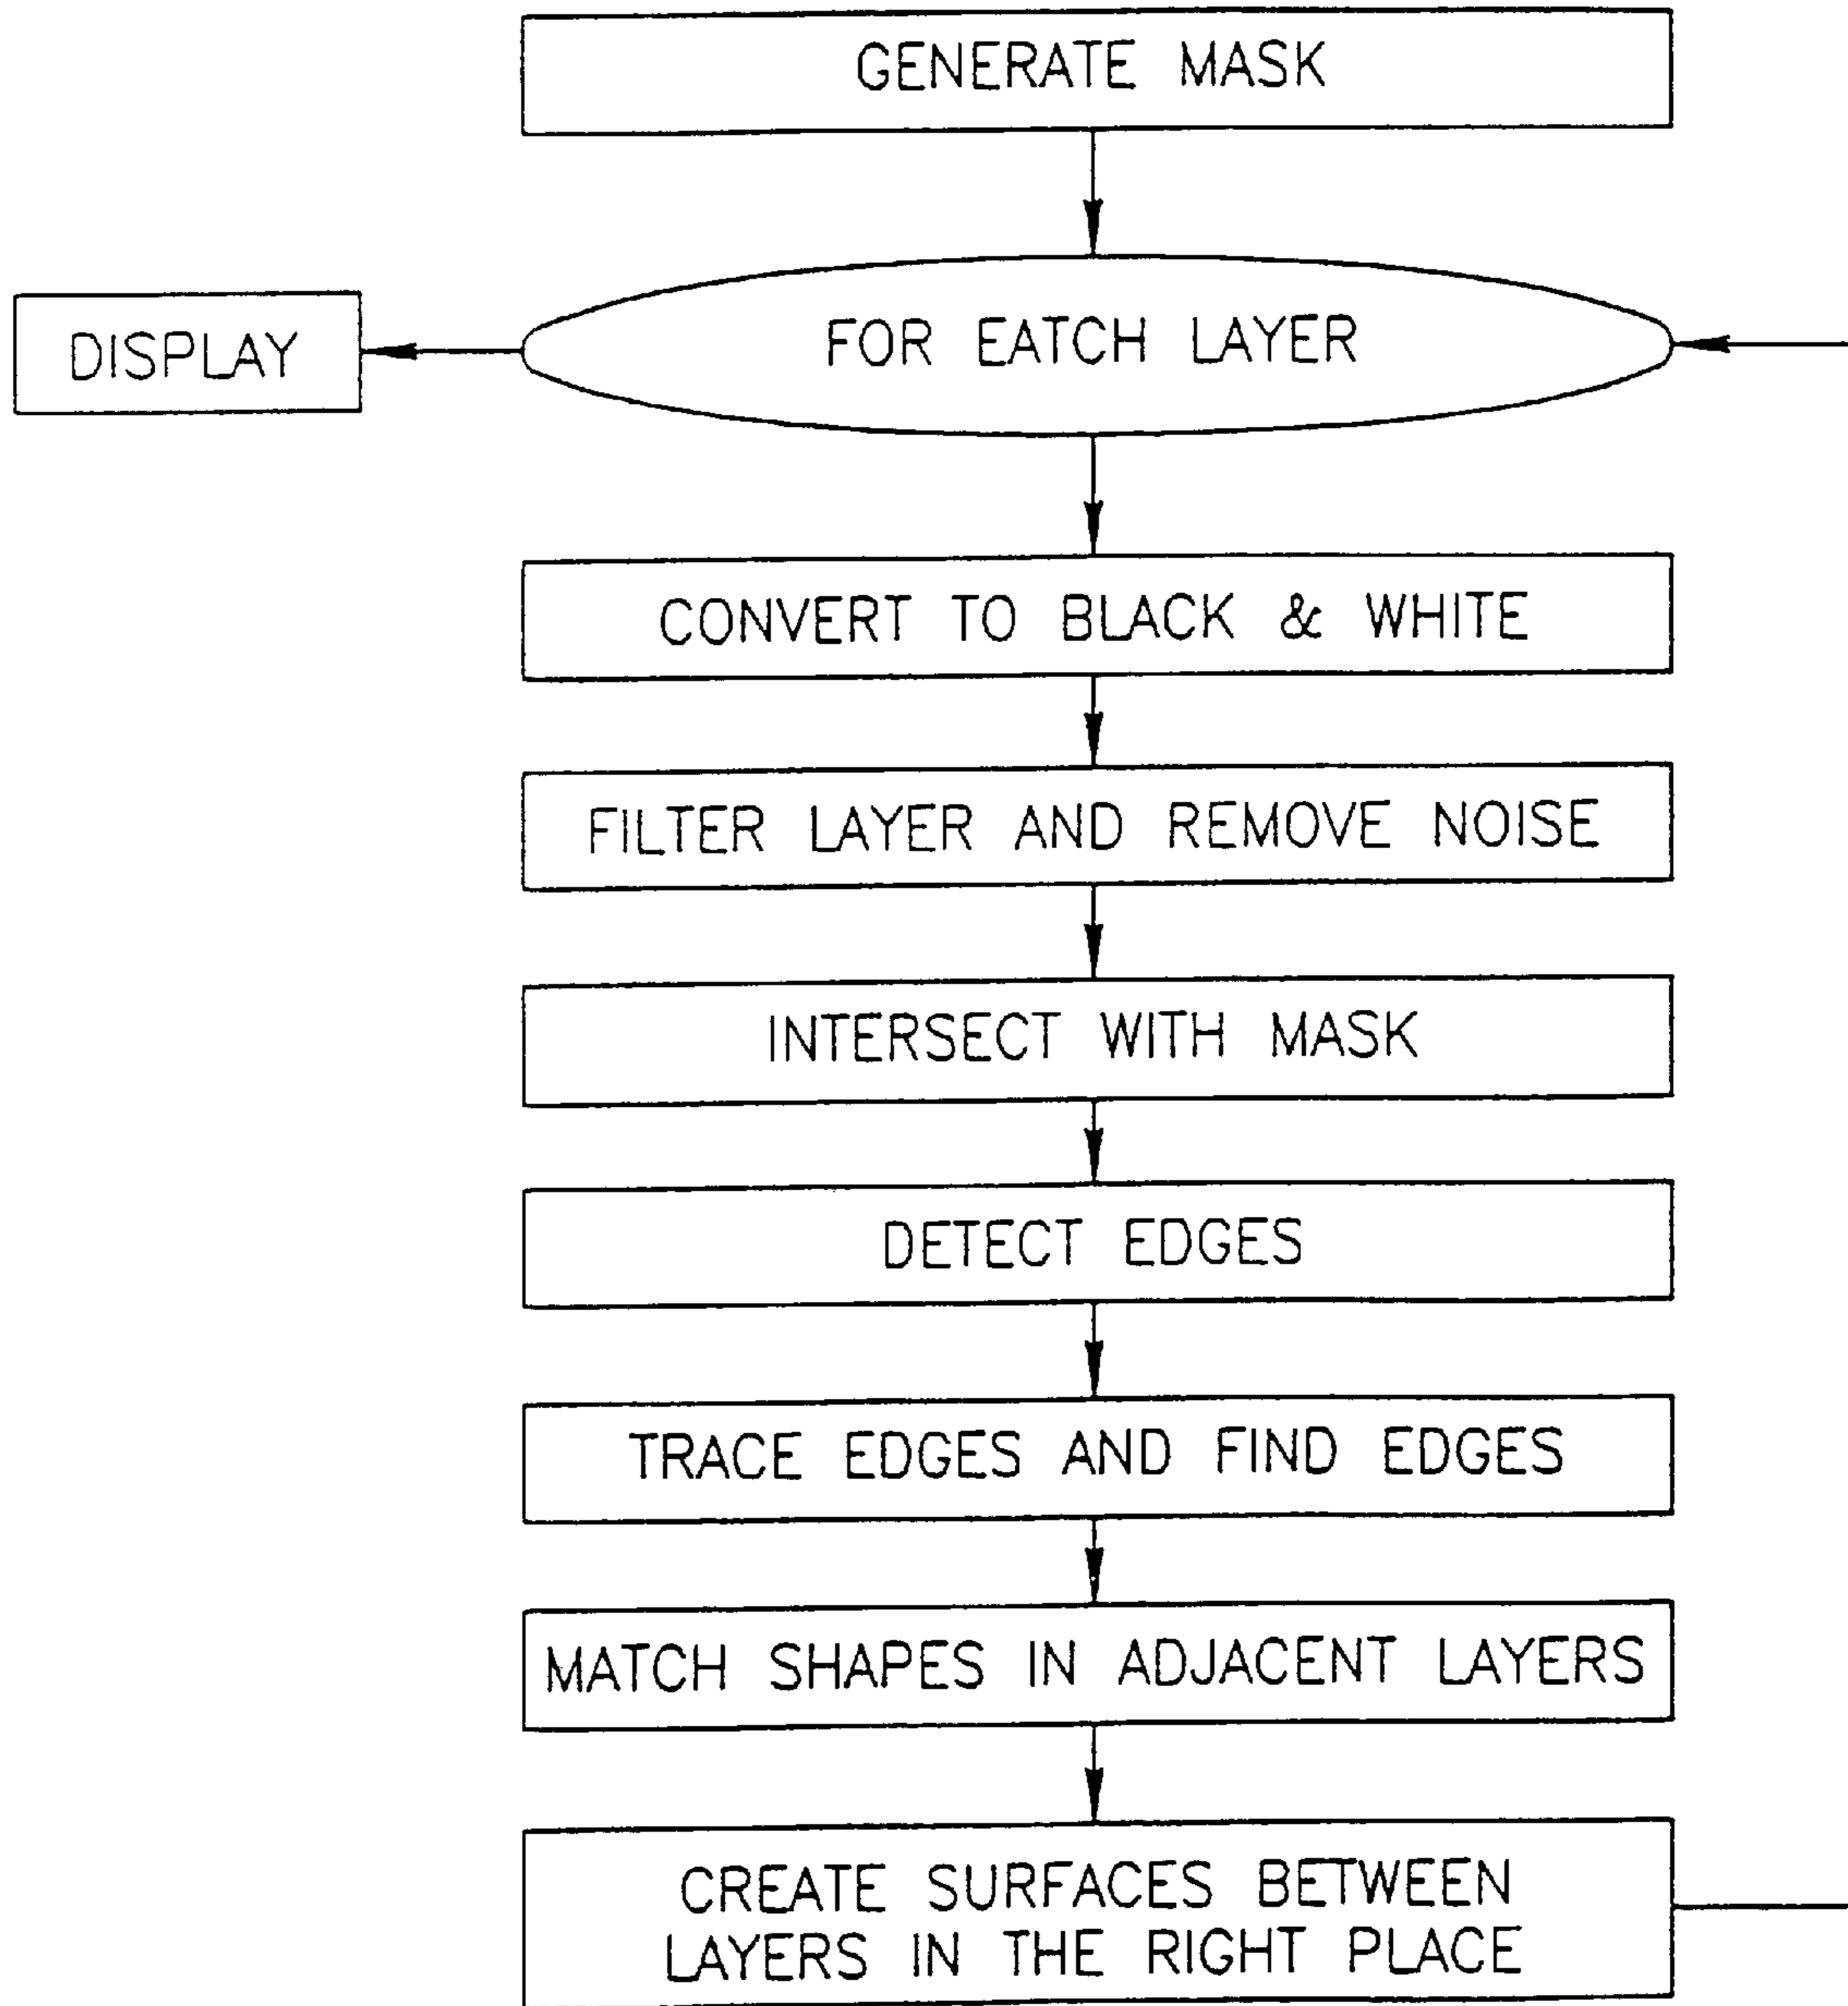 GENERATE MASK
DISPLAY
FOR EATCH LAYER
CONVERT TO BLACK & WHITE
FILTER LAYER AND REMOVE NOISE
INTERSECT WITH MASK
DETECT EDGES
TRACE EDGES AND FIND EDGES
MATCH SHAPES IN ADJACENT LAYERS
CREATE SURFACES BETWEEN
LAYERS IN THE RIGHT PLACE